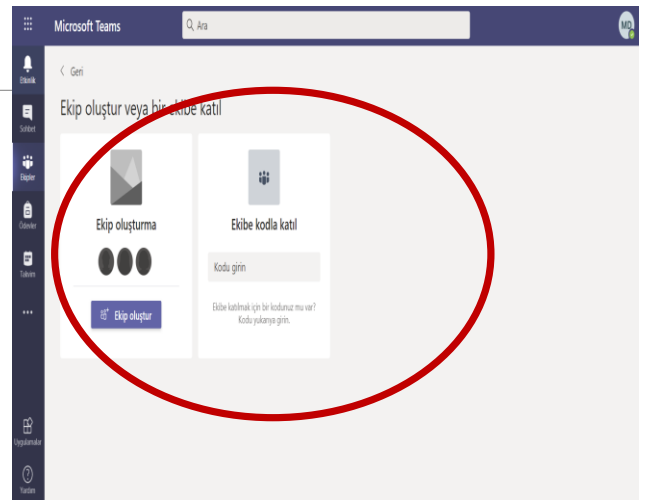 Microsoft Teams
Ara
MD
Etkinlik
Sohbet
Ekipler
Ödevler
Takvim
Uygulamalar
Yardım
Geri
Ekip oluştur veya bir ekibe katıl
Ekip oluşturma
Ekip oluştur
Ekibe kodla katıl
Kodu girin
Ekibe katılmak için bir kodunuz mu var?
Kodu yukarıya girin.